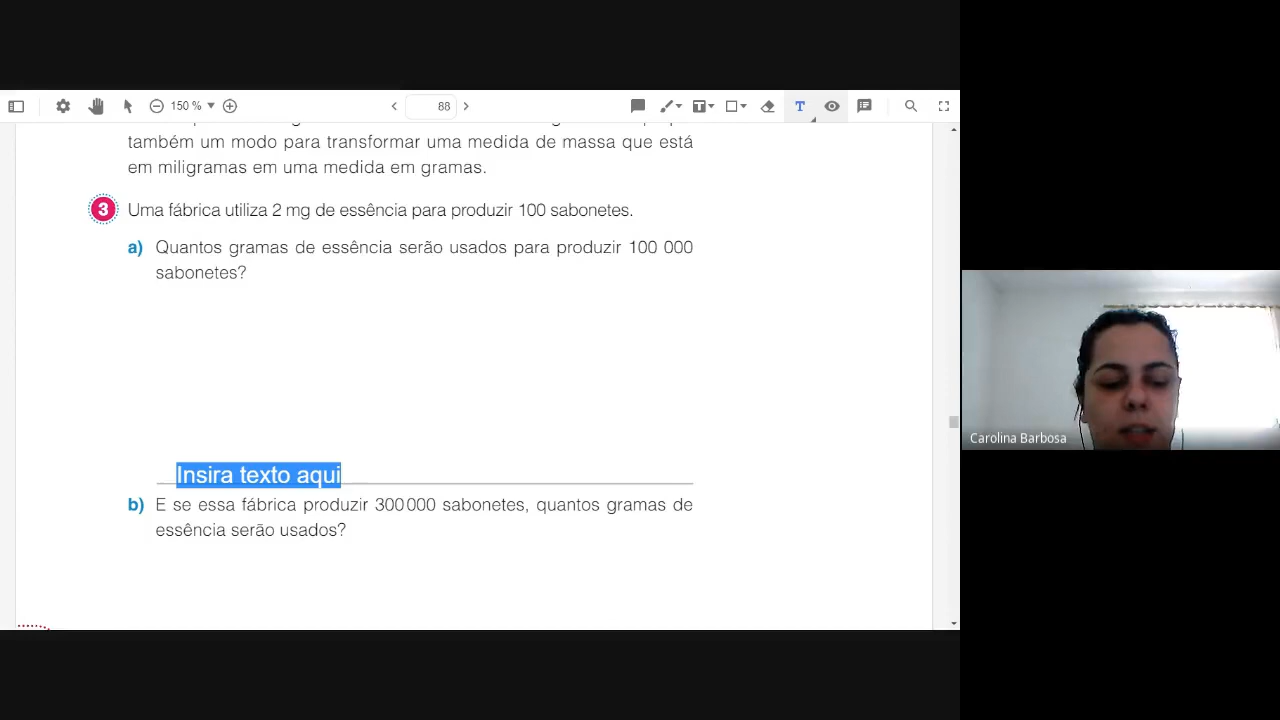 150 %
88
T
T
também um modo para transformar uma medida de massa que está
em miligramas em uma medida em gramas.
3 Uma fábrica utiliza 2 mg de essência para produzir 100 sabonetes.
a) Quantos gramas de essência serão usados para produzir 100 000
sabonetes?
Insira texto aqui
b) E se essa fábrica produzir 300 000 sabonetes, quantos gramas de
essência serão usados?
Carolina Barbosa